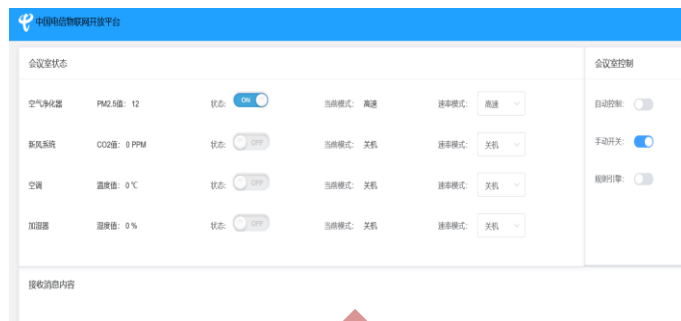 中国电信物联网开放平台
会议室状态
会议室控制
空气净化器 PM2.5值: 12 状态: ON 当前模式: 高速 速率模式: 高速
自动控制:
新风系统 CO2值: 0 PPM 状态: OFF 当前模式: 关机 速率模式: 关机
手动开关:
空调 温度值: 0℃ 状态: OFF 当前模式: 关机 速率模式: 关机
规则引擎:
加湿器 湿度值: 0% 状态: OFF 当前模式: 关机 速率模式: 关机
接收消息内容